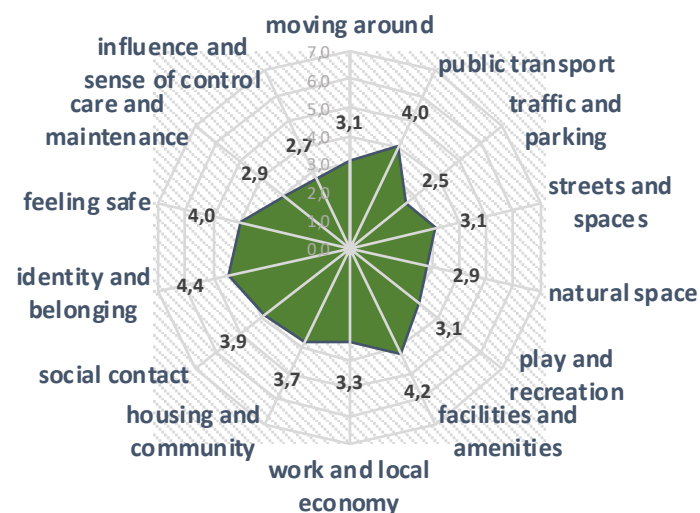 moving around
influence and
sense of control
7,0
6,0
5,0
4,0
3,0
2,0
1,0
0,0
public transport
care and
maintenance
traffic and
parking
feeling safe
streets and
spaces
identity and
belonging
natural space
social contact
play and
recreation
housing and
community
facilities and
amenities
work and local
economy
3,1
4,0
2,5
3,1
2,9
3,1
4,2
3,3
3,7
3,9
4,4
4,0
2,9
2,7